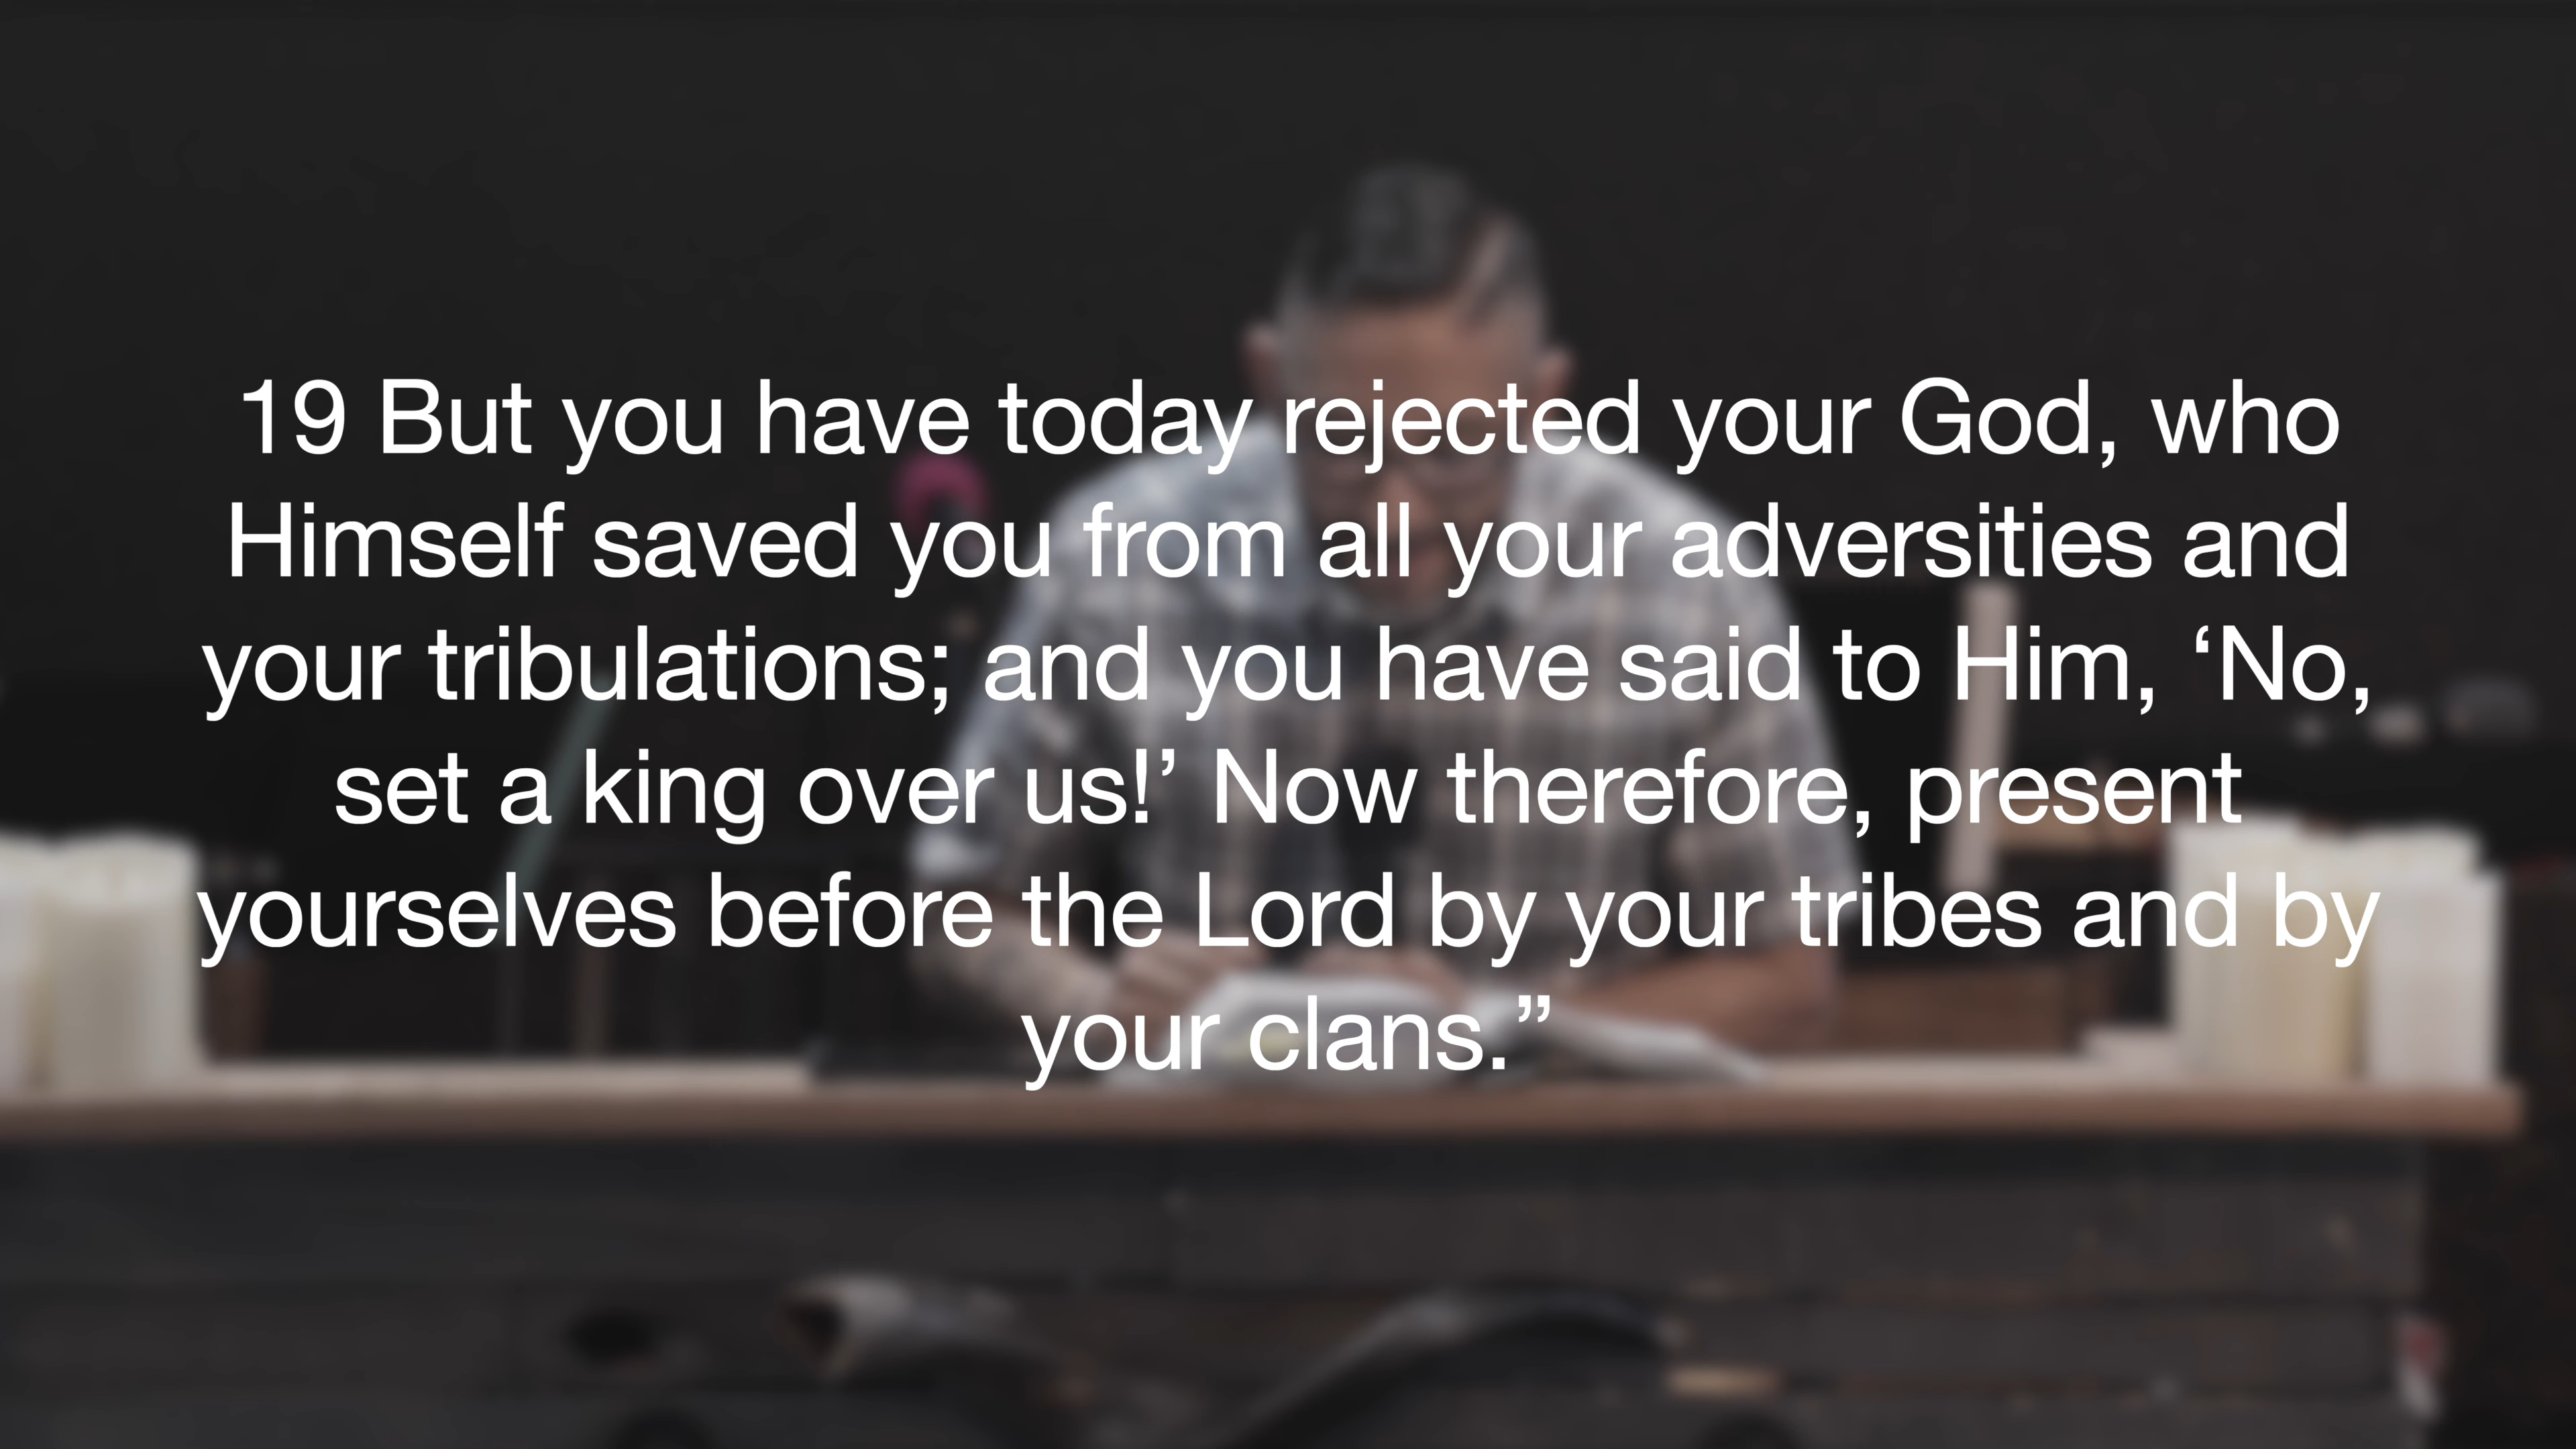 19 But you have today rejected your God, who
Himself saved you from all your adversities and
your tribulations; and you have said to Him, ‘No,
set a king over us!’ Now therefore, present
yourselves before the Lord by your tribes and by
your clans.”